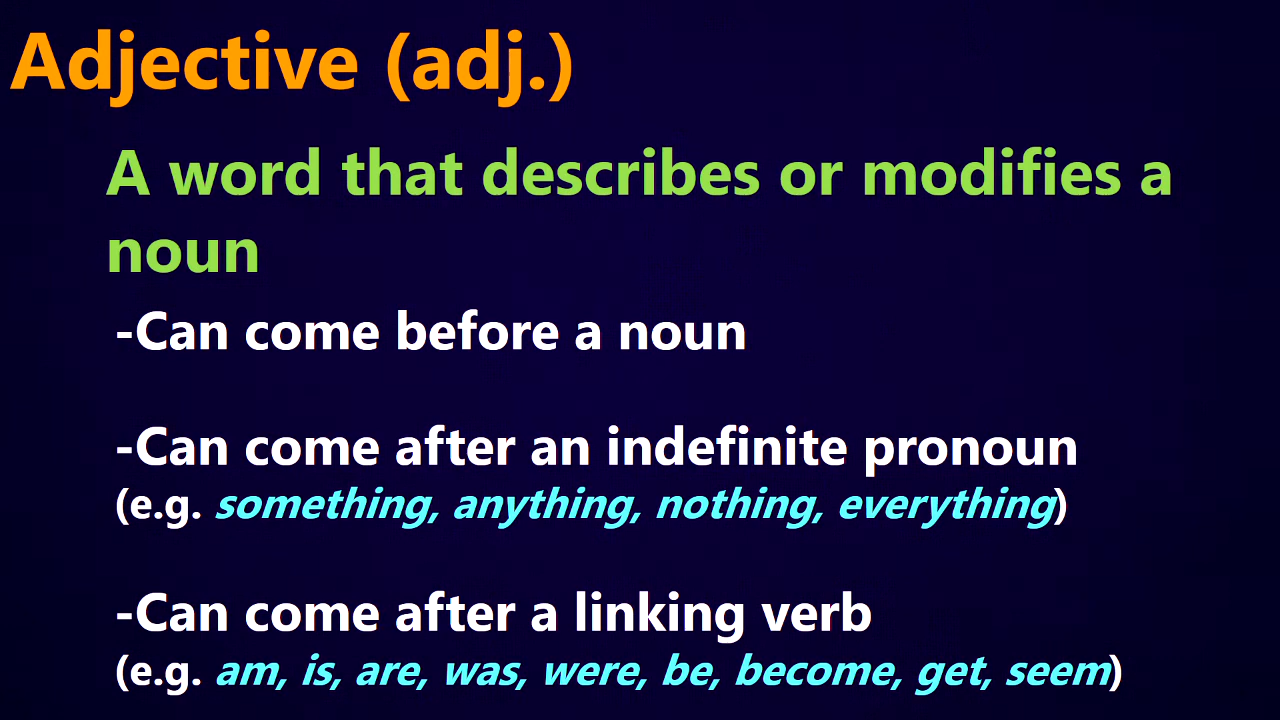 Adjective (adj.)
A word that describes or modifies a
noun
-Can come before a noun
-Can come after an indefinite pronoun
(e.g. something, anything, nothing, everything)
-Can come after a linking verb
(e.g. am, is, are, was, were, be, become, get, seem)